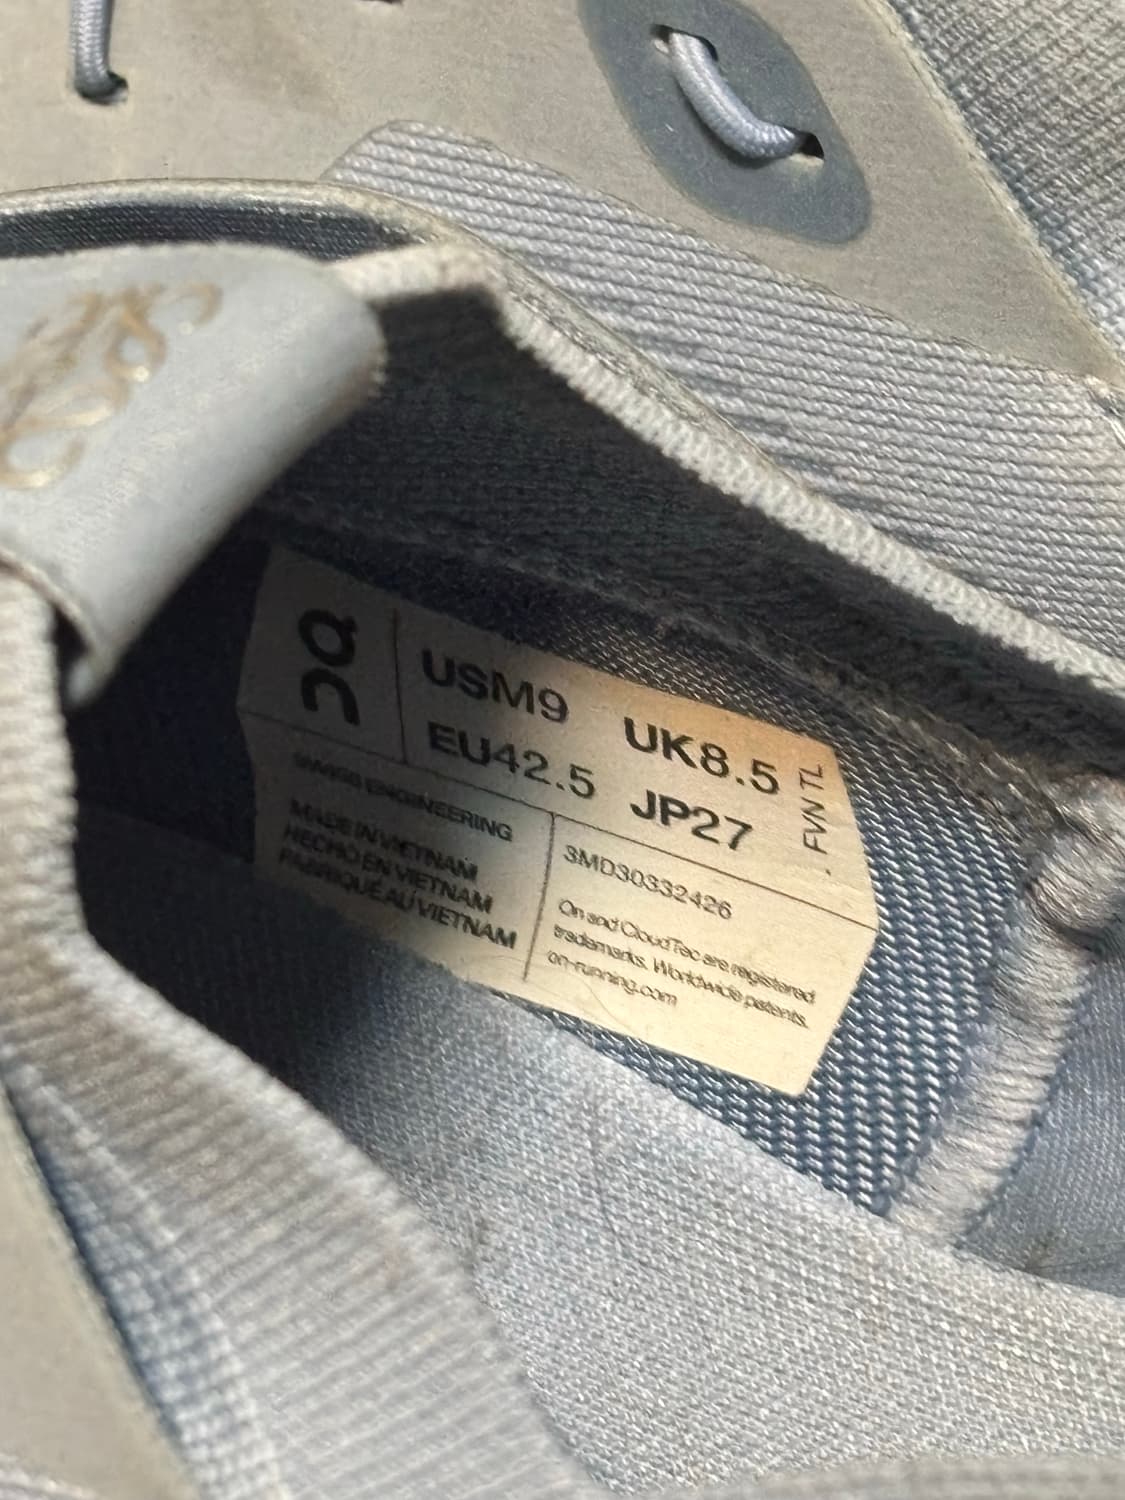 on
USM9 UK8.5
EU42.5 JP27
FVN TL
SWISS ENGINEERING
MADE IN VIETNAM
HECHO EN VIETNAM
FABRIQUÉ AU VIETNAM
3MD30332426
On and CloudTec are registered
trademarks. Worldwide patents.
on-running.com